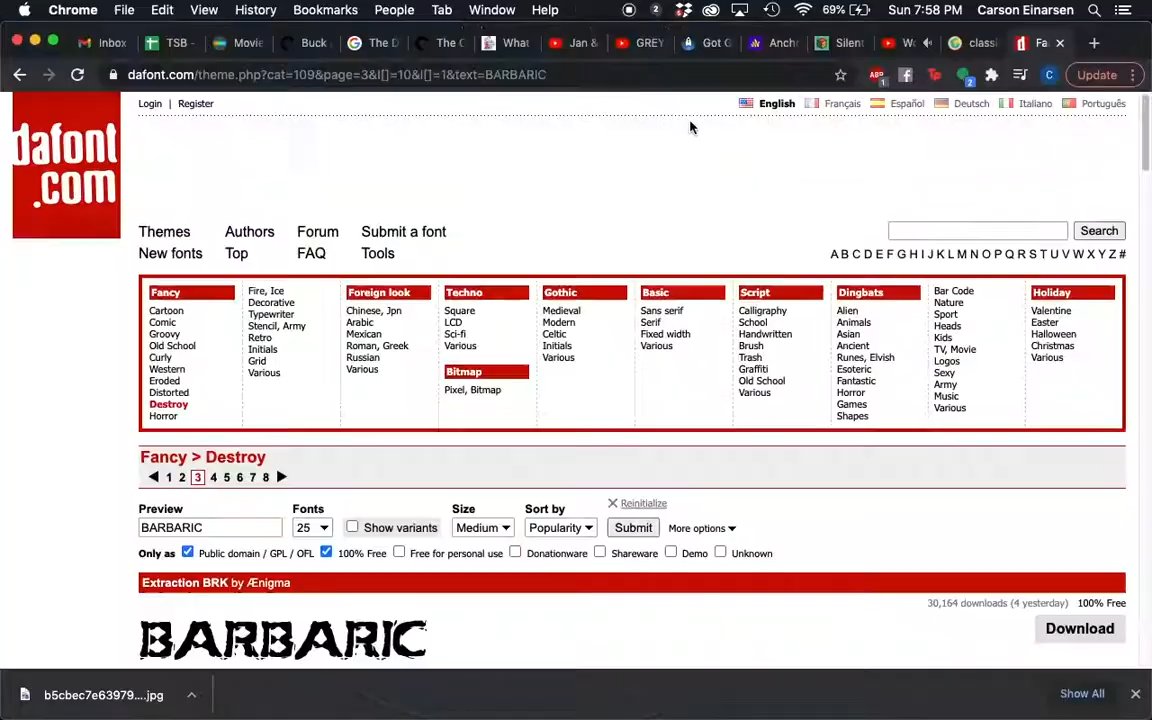 Chrome File Edit View History Bookmarks People Tab Window Help 2 69% Sun 7:58 PM Carson Einarsen
Inbox TSB - Movie Buck The D The C What Jan & GREY Got G Anchr Silent Wo classi Fa
dafont.com/theme.php?cat=109&page=3&l[]=10&l[]=1&text=BARBARIC ABP 1 2 C Update
Login | Register English Français Español Deutsch Italiano Português
dafont
.com
Themes Authors Forum Submit a font Search
New fonts Top FAQ Tools A B C D E F G H I J K L M N O P Q R S T U V W X Y Z #
Fancy
Cartoon
Comic
Groovy
Old School
Curly
Western
Eroded
Distorted
Destroy
Horror
Fire, Ice
Decorative
Typewriter
Stencil, Army
Retro
Initials
Grid
Various
Foreign look
Chinese, Jpn
Arabic
Mexican
Roman, Greek
Russian
Various
Techno
Square
LCD
Sci-fi
Various
Bitmap
Pixel, Bitmap
Gothic
Medieval
Modern
Celtic
Initials
Various
Basic
Sans serif
Serif
Fixed width
Various
Script
Calligraphy
School
Handwritten
Brush
Trash
Graffiti
Old School
Various
Dingbats
Alien
Animals
Asian
Ancient
Runes, Elvish
Esoteric
Fantastic
Horror
Games
Shapes
Bar Code
Nature
Sport
Heads
Kids
TV, Movie
Logos
Sexy
Army
Music
Various
Holiday
Valentine
Easter
Halloween
Christmas
Various
Fancy > Destroy
1 2 3 4 5 6 7 8
Reinitialize
Preview Fonts Size Sort by
BARBARIC 25 Show variants Medium Popularity Submit More options
Only as Public domain / GPL / OFL 100% Free Free for personal use Donationware Shareware Demo Unknown
Extraction BRK by Ænigma
30,164 downloads (4 yesterday) 100% Free
BARBARIC Download
b5cbec7e63979....jpg Show All